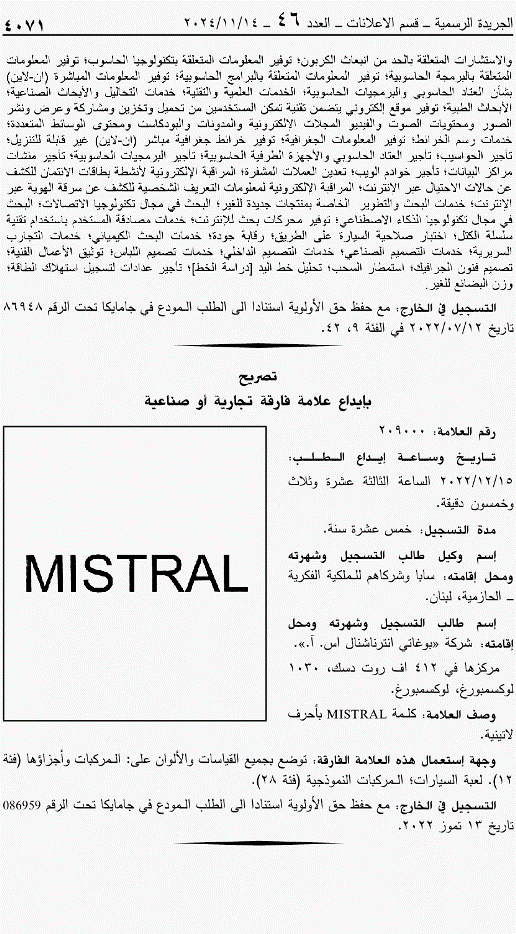 الجريدة الرسمية ـ قسم الاعلانات ـ العدد ٤٦ ـ ٢٠٢٤/١١/١٤
٤٠٧١
والاستشارات المتعلقة بالحد من انبعاث الكربون؛ توفير المعلومات المتعلقة بتكنولوجيا الحاسوب؛ توفير المعلومات
المتعلقة بالبرمجة الحاسوبية؛ توفير المعلومات المتعلقة بالبرامج الحاسوبية؛ توفير المعلومات المباشرة (ان-لاين)
بشأن العتاد الحاسوبي والبرمجيات الحاسوبية؛ الخدمات العلمية والتقنية؛ خدمات التحاليل والأبحاث الصناعية؛
الأبحاث الطبية؛ توفير موقع إلكتروني يتضمن تقنية تمكن المستخدمين من تحميل وتخزين ومشاركة وعرض ونشر
الصور ومحتويات الصوت والفيديو المجلات الإلكترونية والمدونات والبودكاست ومحتوى الوسائط المتعددة؛
خدمات رسم الخرائط؛ توفير المعلومات الجغرافية؛ توفير خرائط جغرافية مباشر (ان-لاين) غير قابلة للتنزيل؛
تأجير الحواسيب؛ تأجير العتاد الحاسوبي والأجهزة الطرفية الحاسوبية؛ تأجير البرمجيات الحاسوبية؛ تأجير منشآت
مراكز البيانات؛ تأجير خوادم الويب؛ تعدين العملات المشفرة؛ المراقبة الإلكترونية لأنشطة بطاقات الائتمان للكشف
عن حالات الاحتيال عبر الانترنت؛ المراقبة الإلكترونية لمعلومات التعريف الشخصية للكشف عن سرقة الهوية عبر
الإنترنت؛ خدمات البحث والتطوير الخاصة بمنتجات جديدة للغير؛ البحث في مجال تكنولوجيا الاتصالات؛ البحث
في مجال تكنولوجيا الذكاء الاصطناعي؛ توفير محركات بحث للإنترنت؛ خدمات مصادقة المستخدم باستخدام تقنية
سلسلة الكتل؛ اختبار صلاحية السيارة على الطريق؛ رقابة جودة؛ خدمات البحث الكيميائي؛ خدمات التجارب
السريرية؛ خدمات التصميم الصناعي؛ خدمات التصميم الداخلي؛ خدمات تصميم اللباس؛ توثيق الأعمال الفنية؛
تصميم فنون الجرافيك؛ استمطار السحب؛ تحليل خط اليد [دراسة الخط]؛ تأجير عدادات لتسجيل استهلاك الطاقة؛
وزن البضائع للغير.
التسجيل في الخارج: مع حفظ حق الأولوية استنادا الى الطلب المودع في جامايكا تحت الرقم ٨٦٩٤٨
تاريخ ٢٠٢٢/٠٧/١٢ في الفئة ٩، ٤٢.
تصريح
بإيداع علامة فارقة تجارية أو صناعية
رقم العلامة: ٢٠٩٠٠٠
تـاريـخ وسـاعـة إيـداع الـطـلـب:
٢٠٢٢/١٢/١٥ الساعة الثالثة عشرة وثلاث
وخمسون دقيقة.
مدة التسجيل: خمس عشرة سنة.
إسم وكيل طالب التسجيل وشهرته
ومحل إقامته: سابا وشركاهم للملكية الفكرية
ـ الحازمية، لبنان.
إسم طالب التسجيل وشهرته ومحل
إقامته: شركة «بوغاتي انترناشنال اس. آ.».
مركزها في ٤١٢ اف روت دسك، ١٠٣٠
لوكسمبورغ، لوكسمبورغ.
وصف العلامة: كلـمة MISTRAL بأحرف
لاتينية.
MISTRAL
وجهة إستعمال هذه العلامة الفارقة: توضع بجميع القياسات والألوان على: المركبات وأجزاؤها (فئة
١٢). لعبة السيارات؛ المركبات النموذجية (فئة ٢٨).
التسجيل في الخارج: مع حفظ حق الأولوية استنادا الى الطلب المودع في جامايكا تحت الرقم 086959
تاريخ ١٣ تموز ٢٠٢٢.